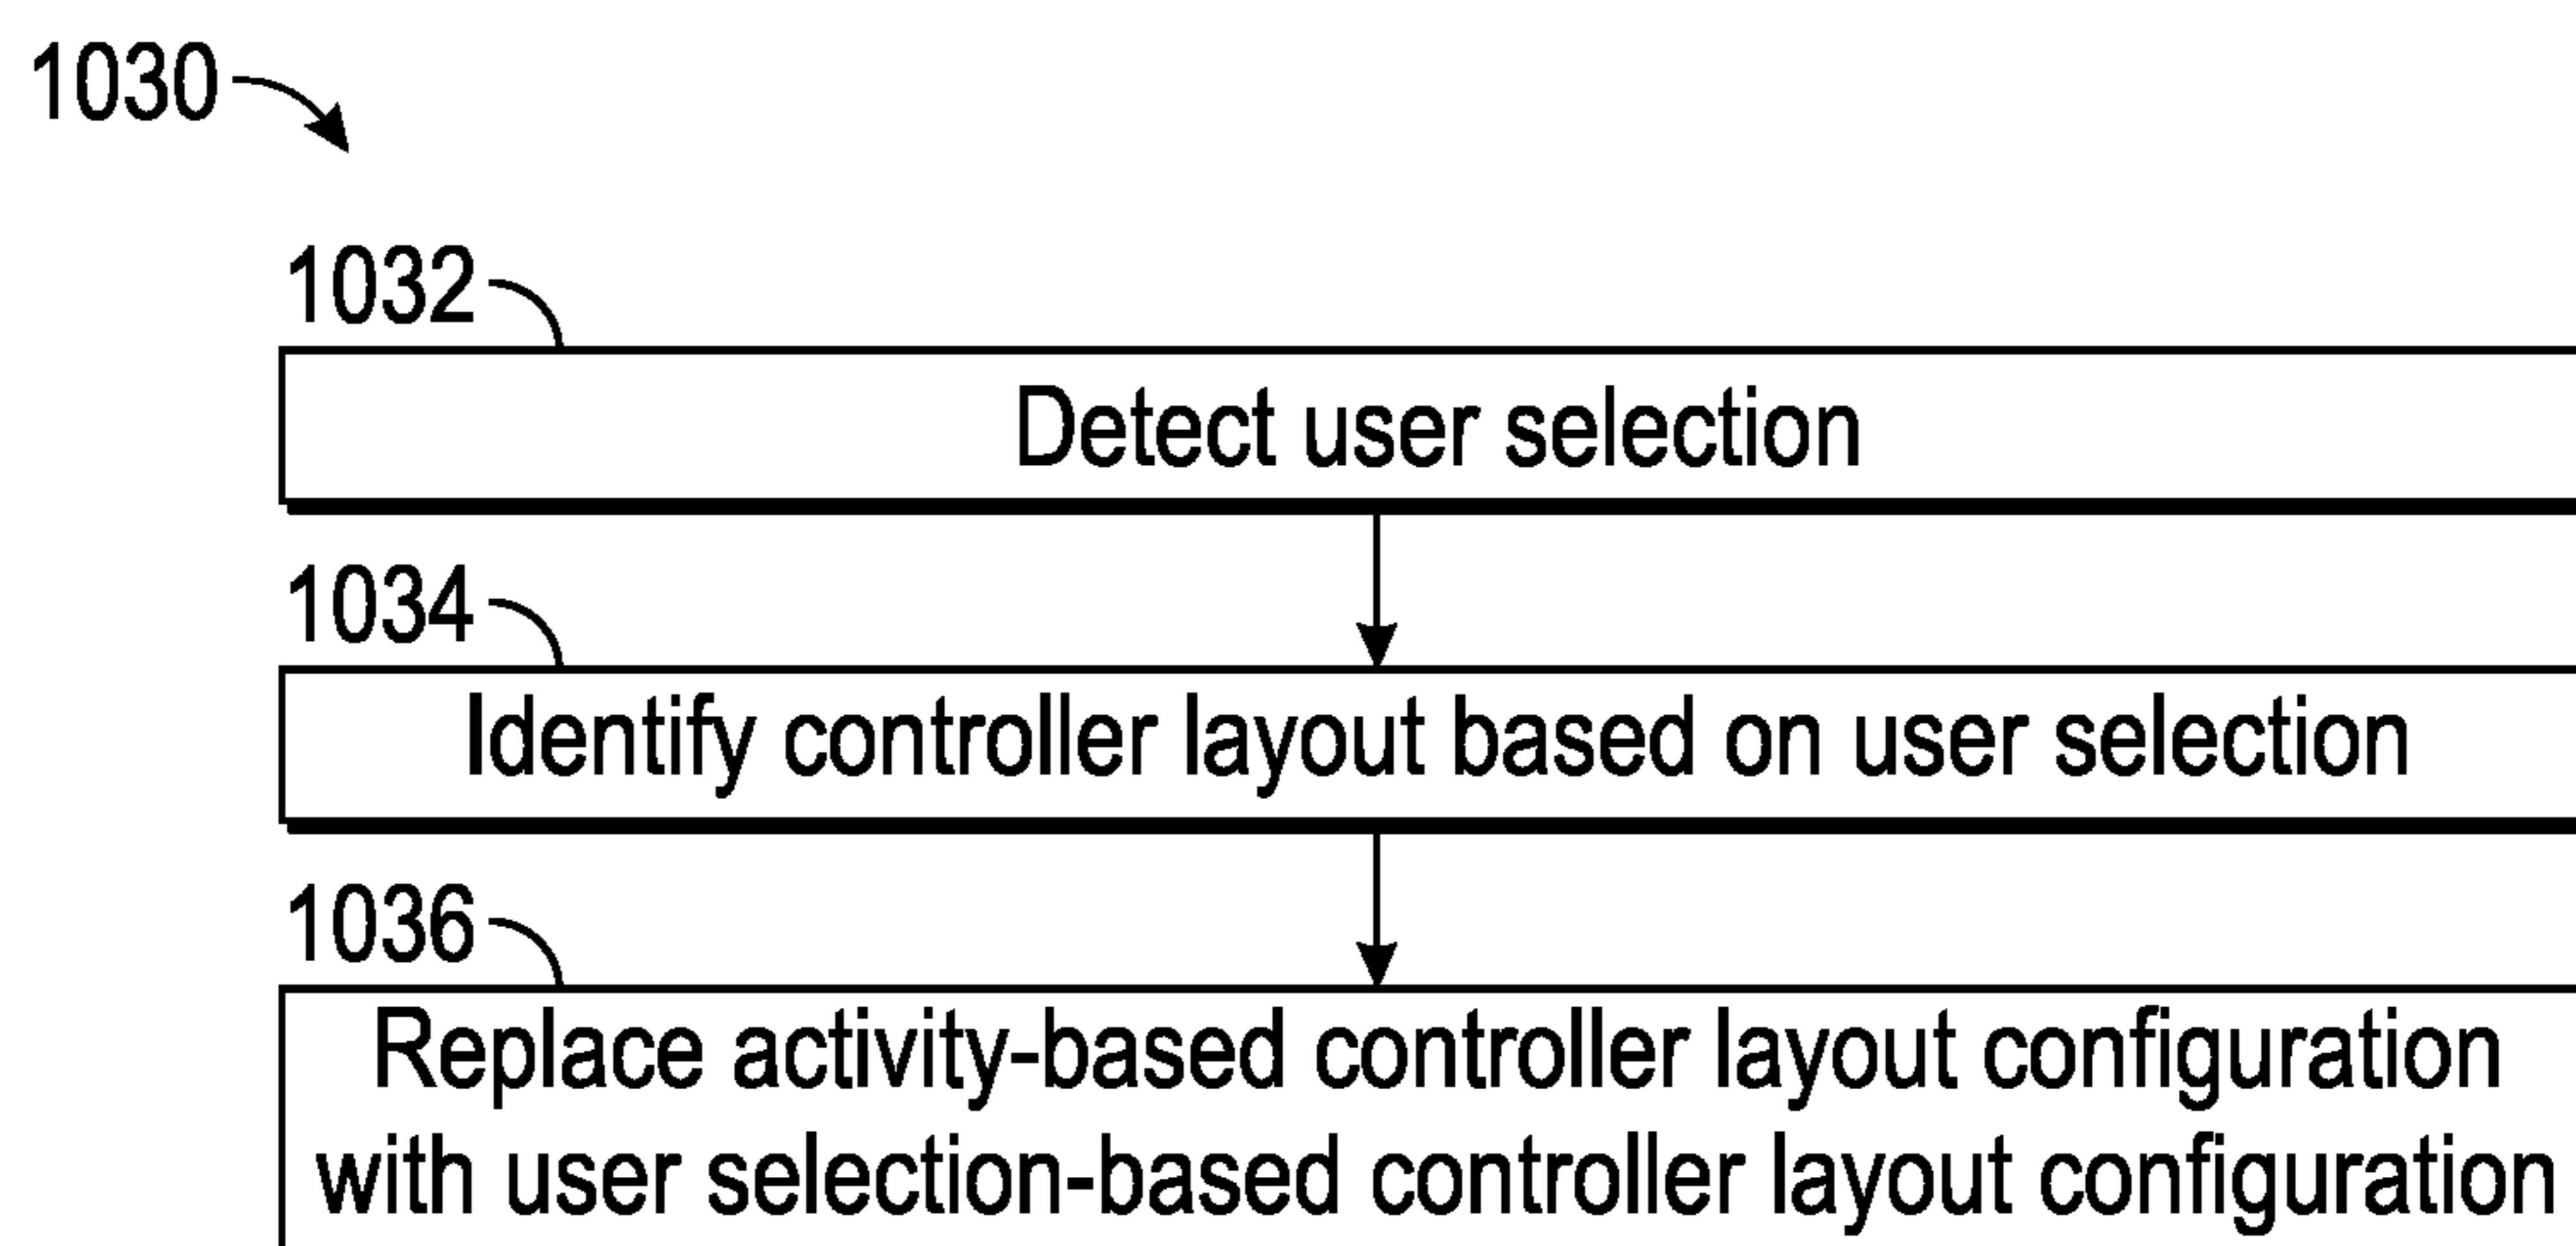 1030
1032
Detect user selection
1034
Identify controller layout based on user selection
1036
Replace activity-based controller layout configuration
with user selection-based controller layout configuration